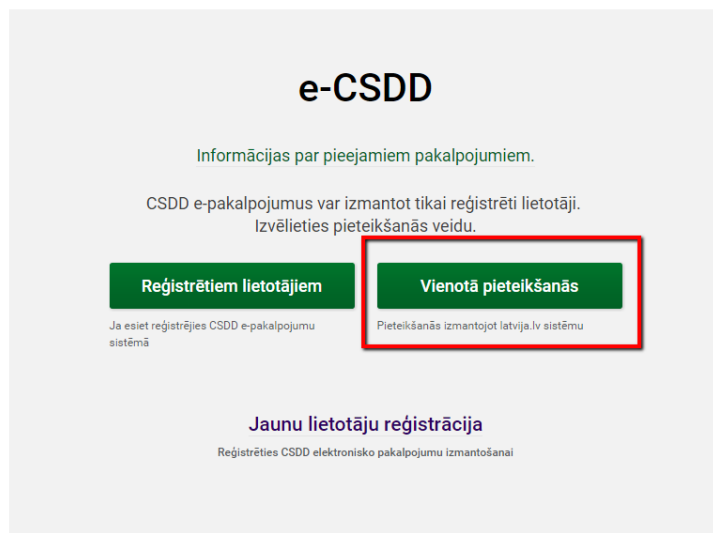 e-CSDD
Informācijas par pieejamiem pakalpojumiem.
CSDD e-pakalpojumus var izmantot tikai reģistrēti lietotāji.
Izvēlieties pieteikšanās veidu.
Reģistrētiem lietotājiem
Vienotā pieteikšanās
Ja esiet reģistrējies CSDD e-pakalpojumu
sistēmā
Pieteikšanās izmantojot latvija.lv sistēmu
Jaunu lietotāju reģistrācija
Reģistrēties CSDD elektronisko pakalpojumu izmantošanai